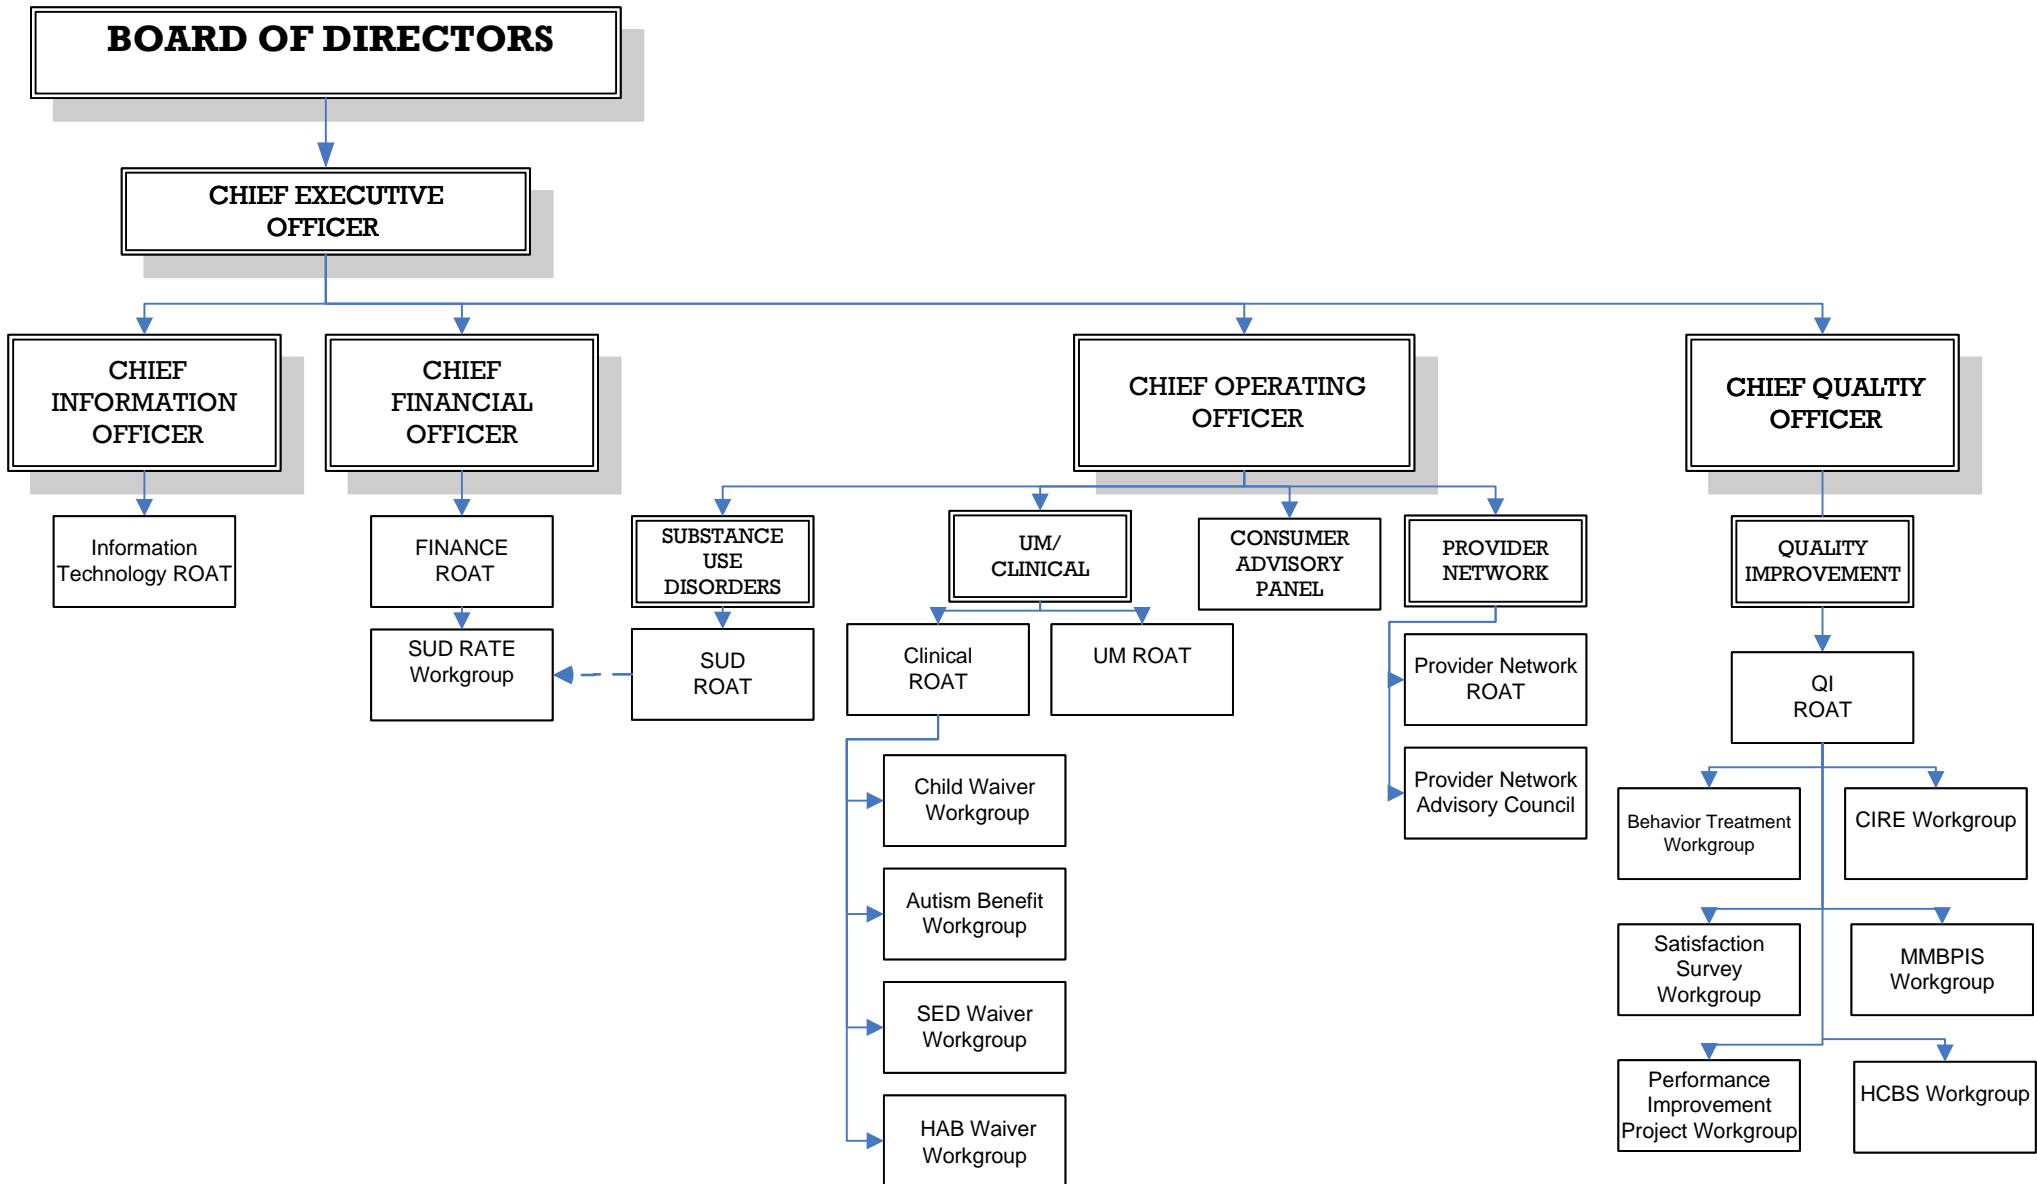 BOARD OF DIRECTORS
CHIEF EXECUTIVE
OFFICER
CHIEF
INFORMATION
OFFICER
CHIEF
FINANCIAL
OFFICER
CHIEF OPERATING
OFFICER
CHIEF QUALTIY
OFFICER
Information
Technology ROAT
FINANCE
ROAT
SUBSTANCE
USE
DISORDERS
UM/
CLINICAL
CONSUMER
ADVISORY
PANEL
PROVIDER
NETWORK
QUALITY
IMPROVEMENT
SUD RATE
Workgroup
SUD
ROAT
Clinical
ROAT
UM ROAT
Provider Network
ROAT
QI
ROAT
Child Waiver
Workgroup
Provider Network
Advisory Council
Behavior Treatment
Workgroup
CIRE Workgroup
Autism Benefit
Workgroup
Satisfaction
Survey
Workgroup
MMBPIS
Workgroup
SED Waiver
Workgroup
Performance
Improvement
Project Workgroup
HCBS Workgroup
HAB Waiver
Workgroup